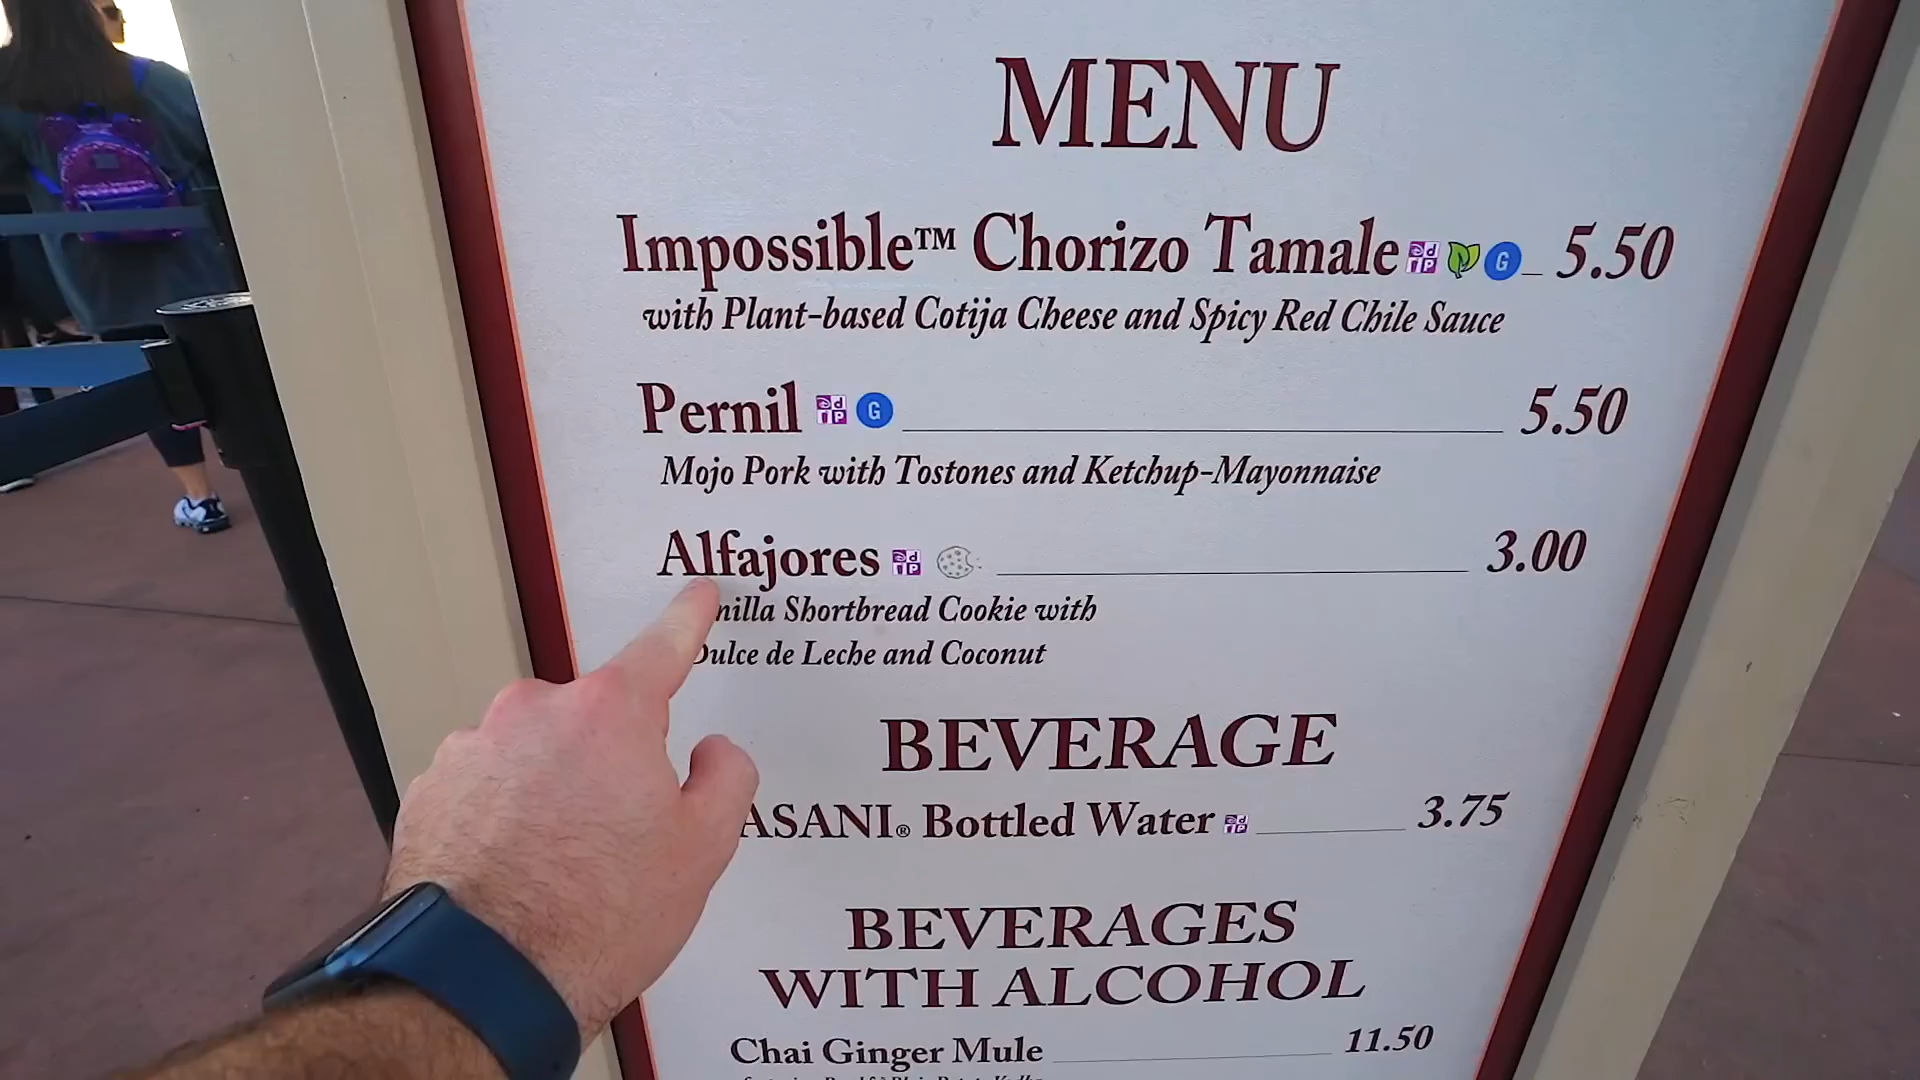 MENU
Impossible™ Chorizo Tamale G 5.50
with Plant-based Cotija Cheese and Spicy Red Chile Sauce
Pernil G 5.50
Mojo Pork with Tostones and Ketchup-Mayonnaise
Alfajores 3.00
nilla Shortbread Cookie with
Dulce de Leche and Coconut
BEVERAGE
ASANI® Bottled Water 3.75
BEVERAGES
WITH ALCOHOL
Chai Ginger Mule 11.50